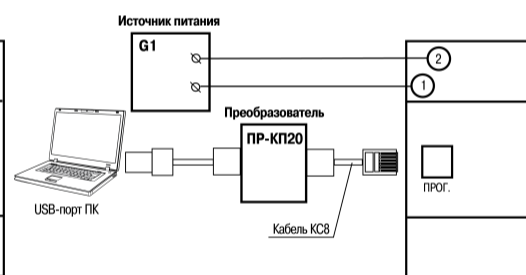 Источник питания
G1
2
1
Преобразователь
ПР-КП20
ПРОГ.
USB-порт ПК
Кабель КС8